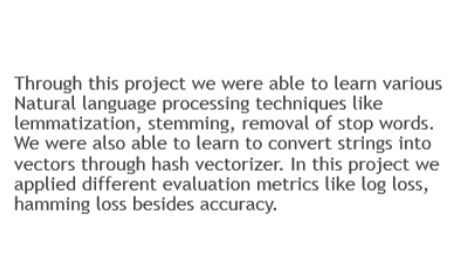 Through this project we were able to learn various
Natural language processing techniques like
lemmatization, stemming, removal of stop words.
We were also able to learn to convert strings into
vectors through hash vectorizer. In this project we
applied different evaluation metrics like log loss,
hamming loss besides accuracy.